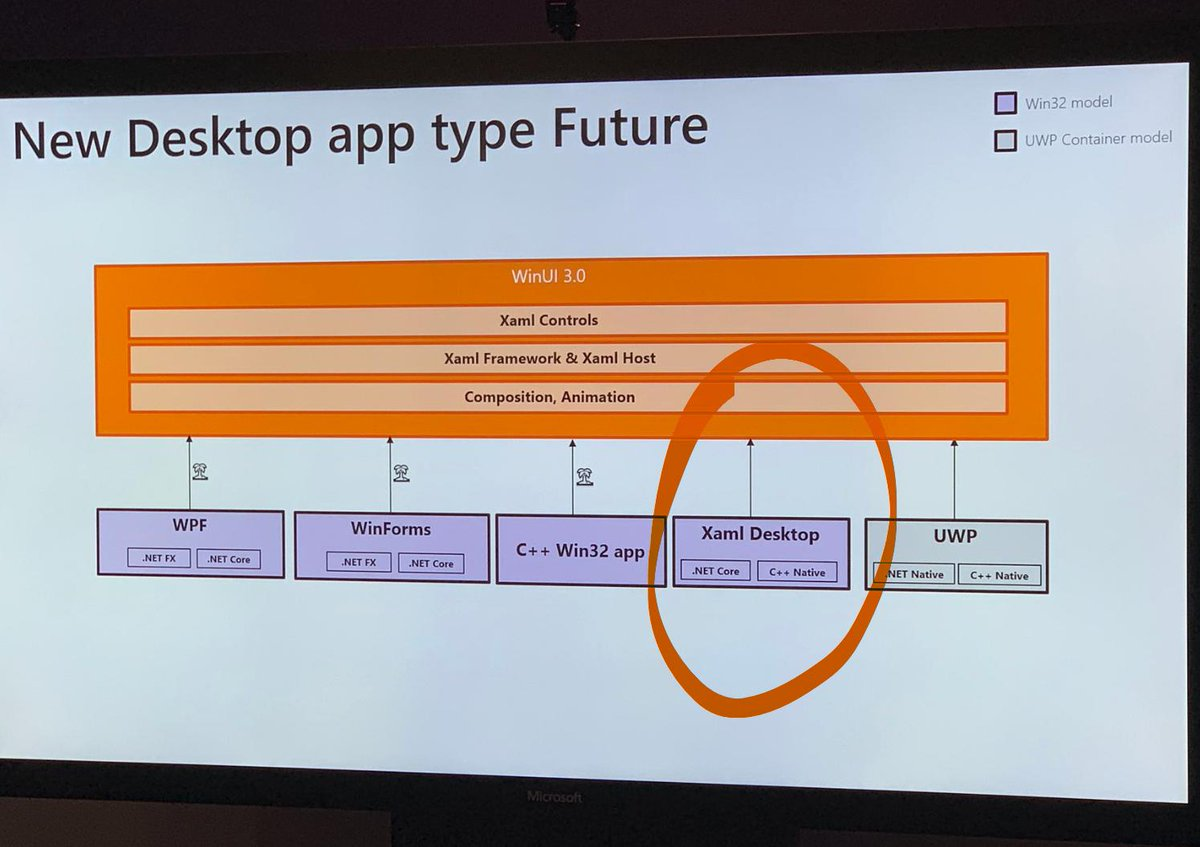 New Desktop app type Future
Win32 model
UWP Container model
WinUI 3.0
Xaml Controls
Xaml Framework & Xaml Host
Composition, Animation
WPF
.NET FX
.NET Core
WinForms
.NET FX
.NET Core
C++ Win32 app
Xaml Desktop
.NET Core
C++ Native
UWP
.NET Native
C++ Native
Microsoft